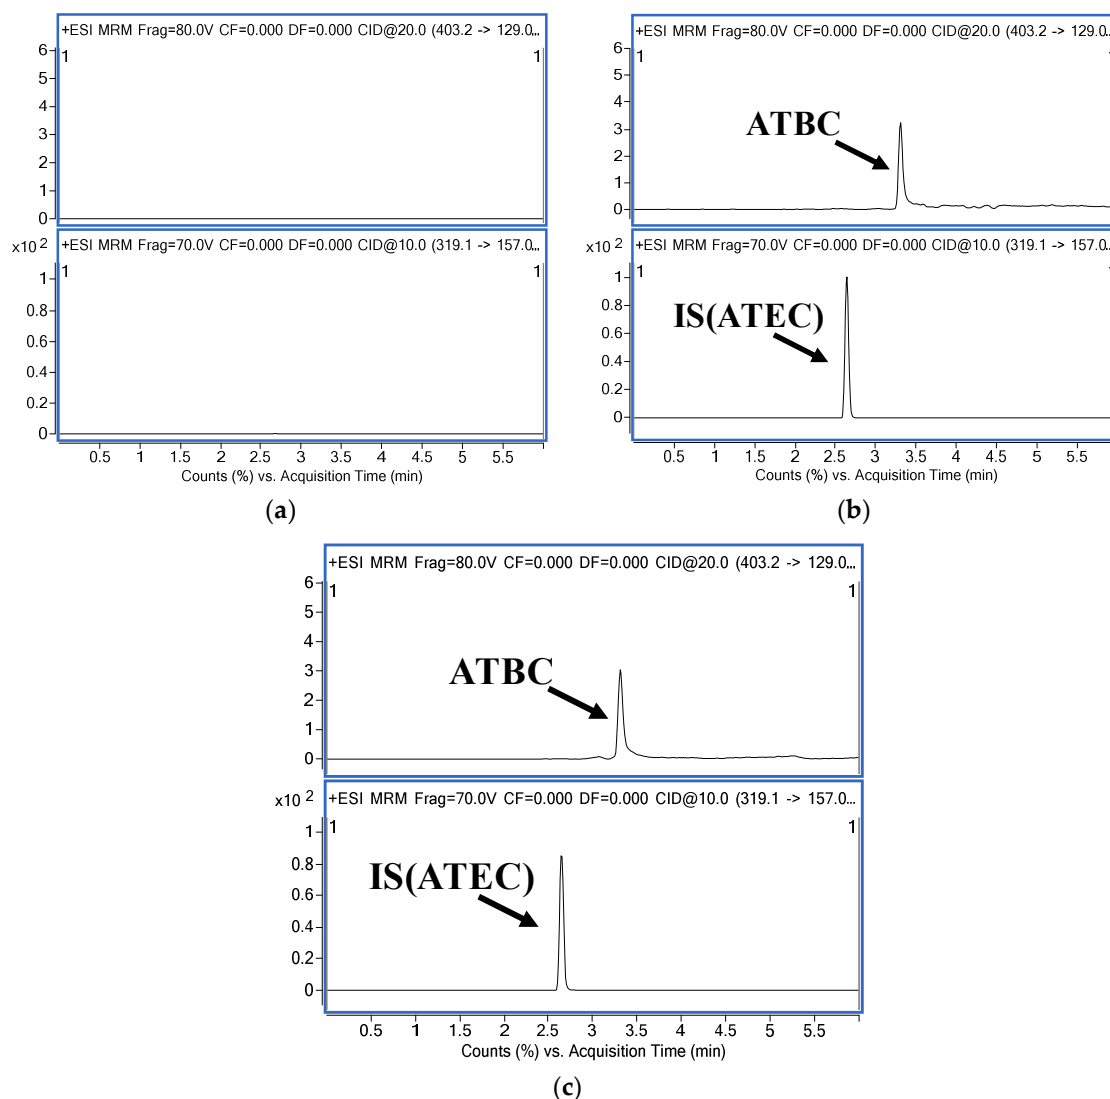 +ESI MRM Frag=80.0V CF=0.000 DF=0.000 CID@20.0 (403.2 -> 129.0...
1 1
6
5
4
3
2
1
0
x10 2
+ESI MRM Frag=70.0V CF=0.000 DF=0.000 CID@10.0 (319.1 -> 157.0...
1 1
1
0.8
0.6
0.4
0.2
0
0.5 1 1.5 2 2.5 3 3.5 4 4.5 5 5.5
Counts (%) vs. Acquisition Time (min)
(a)
+ESI MRM Frag=80.0V CF=0.000 DF=0.000 CID@20.0 (403.2 -> 129.0...
1 1
6
5
4
3
2
1
0
ATBC
x10 2
+ESI MRM Frag=70.0V CF=0.000 DF=0.000 CID@10.0 (319.1 -> 157.0...
1 1
1
0.8
0.6
0.4
0.2
0
IS(ATEC)
0.5 1 1.5 2 2.5 3 3.5 4 4.5 5 5.5
Counts (%) vs. Acquisition Time (min)
(b)
+ESI MRM Frag=80.0V CF=0.000 DF=0.000 CID@20.0 (403.2 -> 129.0...
1 1
6
5
4
3
2
1
0
ATBC
x10 2
+ESI MRM Frag=70.0V CF=0.000 DF=0.000 CID@10.0 (319.1 -> 157.0...
1 1
1
0.8
0.6
0.4
0.2
0
IS(ATEC)
0.5 1 1.5 2 2.5 3 3.5 4 4.5 5 5.5
Counts (%) vs. Acquisition Time (min)
(c)